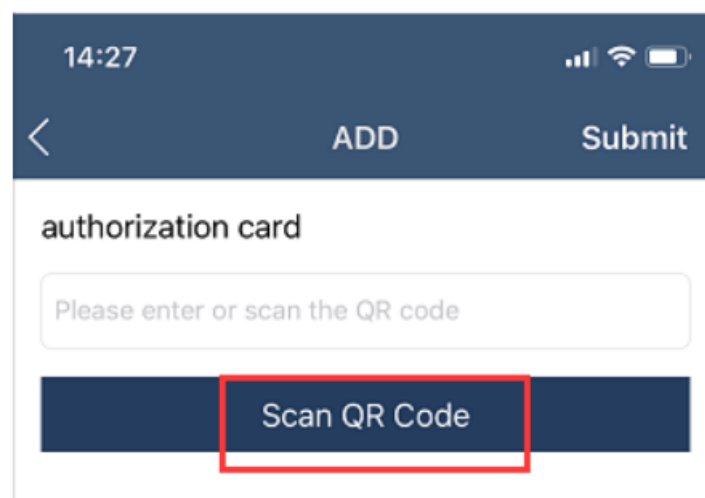 14:27
ADD Submit
authorization card
Please enter or scan the QR code
Scan QR Code